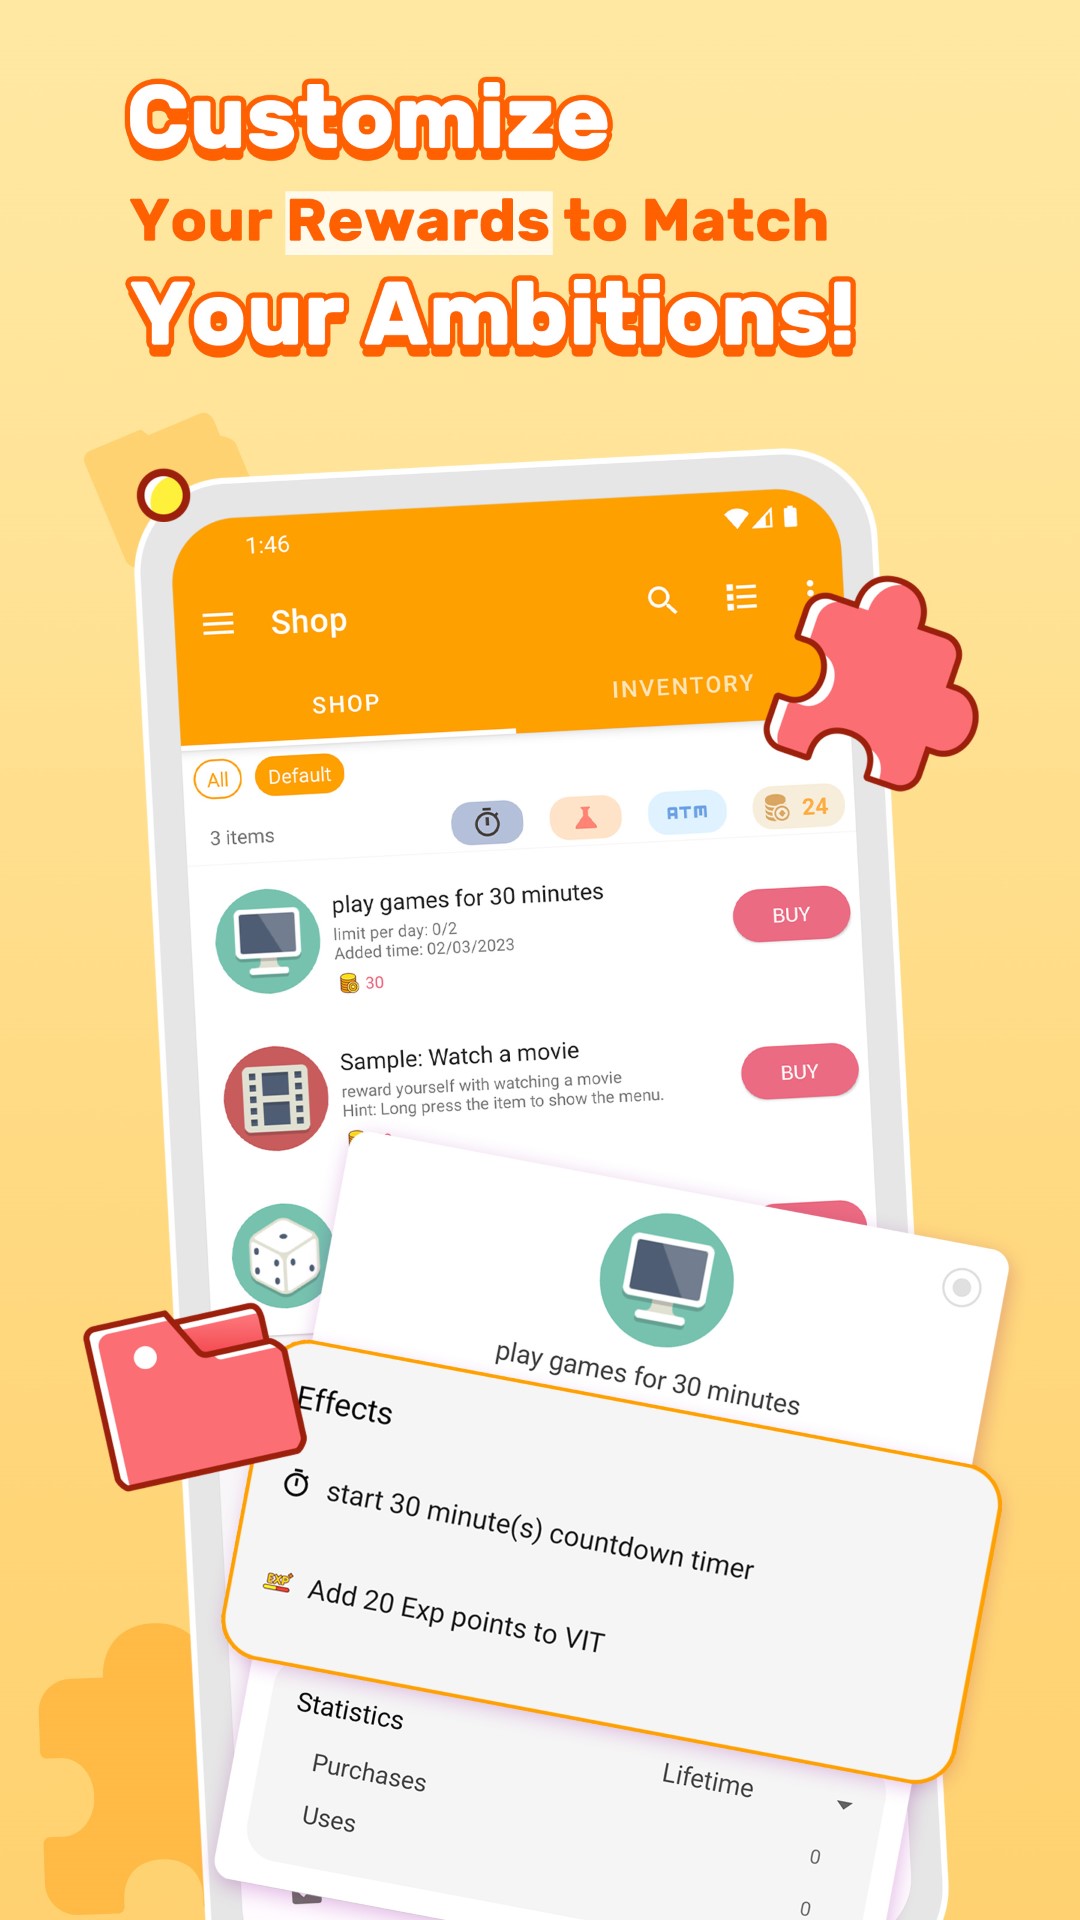 Customize
Your Rewards to Match
Your Ambitions!
1:46
Shop
SHOP
INVENTORY
All
Default
3 items
ATM
24
play games for 30 minutes
limit per day: 0/2
Added time: 02/03/2023
30
BUY
Sample: Watch a movie
reward yourself with watching a movie
Hint: Long press the item to show the menu.
BUY
play games for 30 minutes
Effects
start 30 minute(s) countdown timer
EXP
Add 20 Exp points to VIT
Statistics
Lifetime
Purchases
0
Uses
0